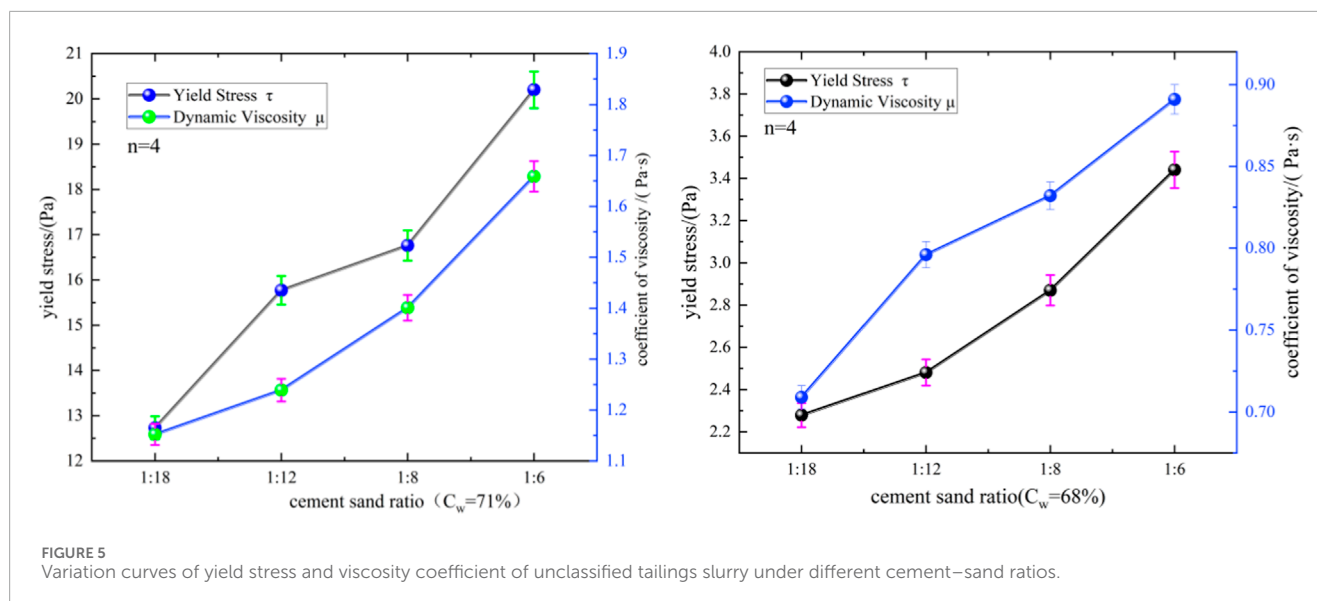 21
20
19
18
17
16
15
14
13
12
yield stress/(Pa)
Yield Stress τ
Dynamic Viscosity μ
n=4
1.9
1.8
1.7
1.6
1.5
1.4
1.3
1.2
1.1
coefficient of viscosity /( Pa·s)
1:18 1:12 1:8 1:6
cement sand ratio（C_w=71%）
4.0
3.8
3.6
3.4
3.2
3.0
2.8
2.6
2.4
2.2
yield stress/(Pa)
Yield Stress τ
Dynamic Viscosity μ
n=4
0.90
0.85
0.80
0.75
0.70
coefficient of viscosity/( Pa·s)
1:18 1:12 1:8 1:6
cement sand ratio(C_w=68%)
FIGURE 5
Variation curves of yield stress and viscosity coefficient of unclassified tailings slurry under different cement–sand ratios.